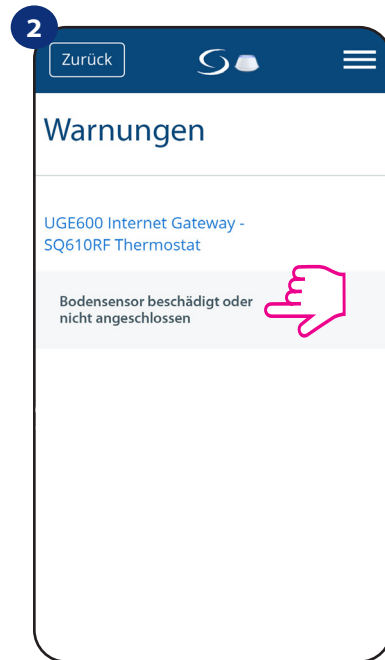 2
Zurück
Warnungen
UGE600 Internet Gateway -
SQ610RF Thermostat
Bodensensor beschädigt oder
nicht angeschlossen